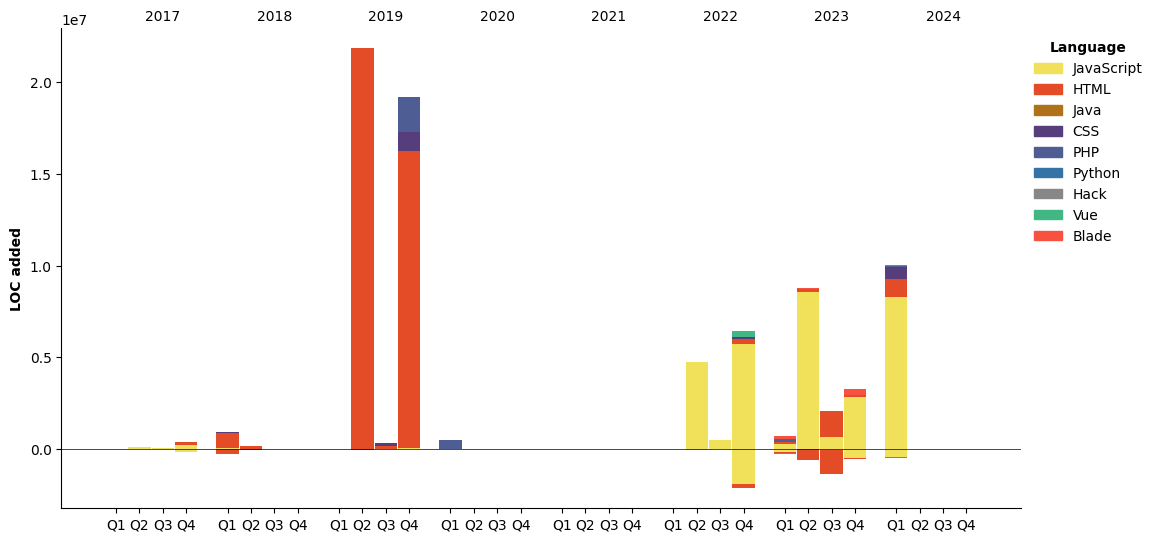 2017 2018 2019 2020 2021 2022 2023 2024
1e7
Language
JavaScript
HTML
Java
CSS
PHP
Python
Hack
Vue
Blade
2.0
1.5
1.0
0.5
0.0
LOC added
Q1 Q2 Q3 Q4 Q1 Q2 Q3 Q4 Q1 Q2 Q3 Q4 Q1 Q2 Q3 Q4 Q1 Q2 Q3 Q4 Q1 Q2 Q3 Q4 Q1 Q2 Q3 Q4 Q1 Q2 Q3 Q4